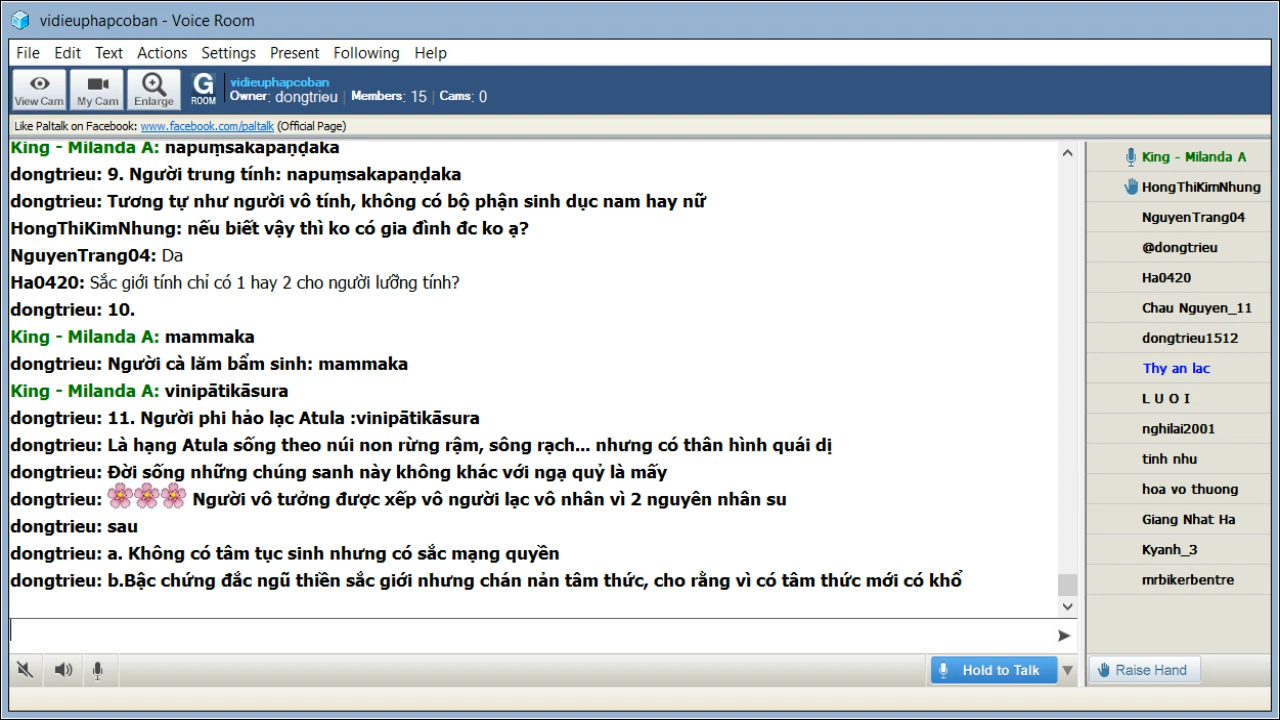 vidieuphapcoban - Voice Room
File Edit Text Actions Settings Present Following Help
View Cam
My Cam
Enlarge
G ROOM
vidieuphapcoban
Owner: dongtrieu | Members: 15 | Cams: 0
Like Paltalk on Facebook: www.facebook.com/paltalk (Official Page)
King - Milanda A: napuṃsakapaṇḍaka
dongtrieu: 9. Người trung tính: napuṃsakapaṇḍaka
dongtrieu: Tương tự như người vô tính, không có bộ phận sinh dục nam hay nữ
HongThiKimNhung: nếu biết vậy thì ko có gia đình đc ko ạ?
NguyenTrang04: Da
Ha0420: Sắc giới tính chỉ có 1 hay 2 cho người lưỡng tính?
dongtrieu: 10.
King - Milanda A: mammaka
dongtrieu: Người cà lăm bẩm sinh: mammaka
King - Milanda A: vinipātikāsura
dongtrieu: 11. Người phi hảo lạc Atula :vinipātikāsura
dongtrieu: Là hạng Atula sống theo núi non rừng rậm, sông rạch... nhưng có thân hình quái dị
dongtrieu: Đời sống những chúng sanh này không khác với ngạ quỷ là mấy
dongtrieu: 🌸🌸🌸 Người vô tưởng được xếp vô người lạc vô nhân vì 2 nguyên nhân su
dongtrieu: sau
dongtrieu: a. Không có tâm tục sinh nhưng có sắc mạng quyền
dongtrieu: b.Bậc chứng đắc ngũ thiền sắc giới nhưng chán nản tâm thức, cho rằng vì có tâm thức mới có khổ
King - Milanda A
HongThiKimNhung
NguyenTrang04
@dongtrieu
Ha0420
Chau Nguyen_11
dongtrieu1512
Thy an lac
L U O I
nghilai2001
tinh nhu
hoa vo thuong
Giang Nhat Ha
Kyanh_3
mrbikerbentre
Hold to Talk
Raise Hand